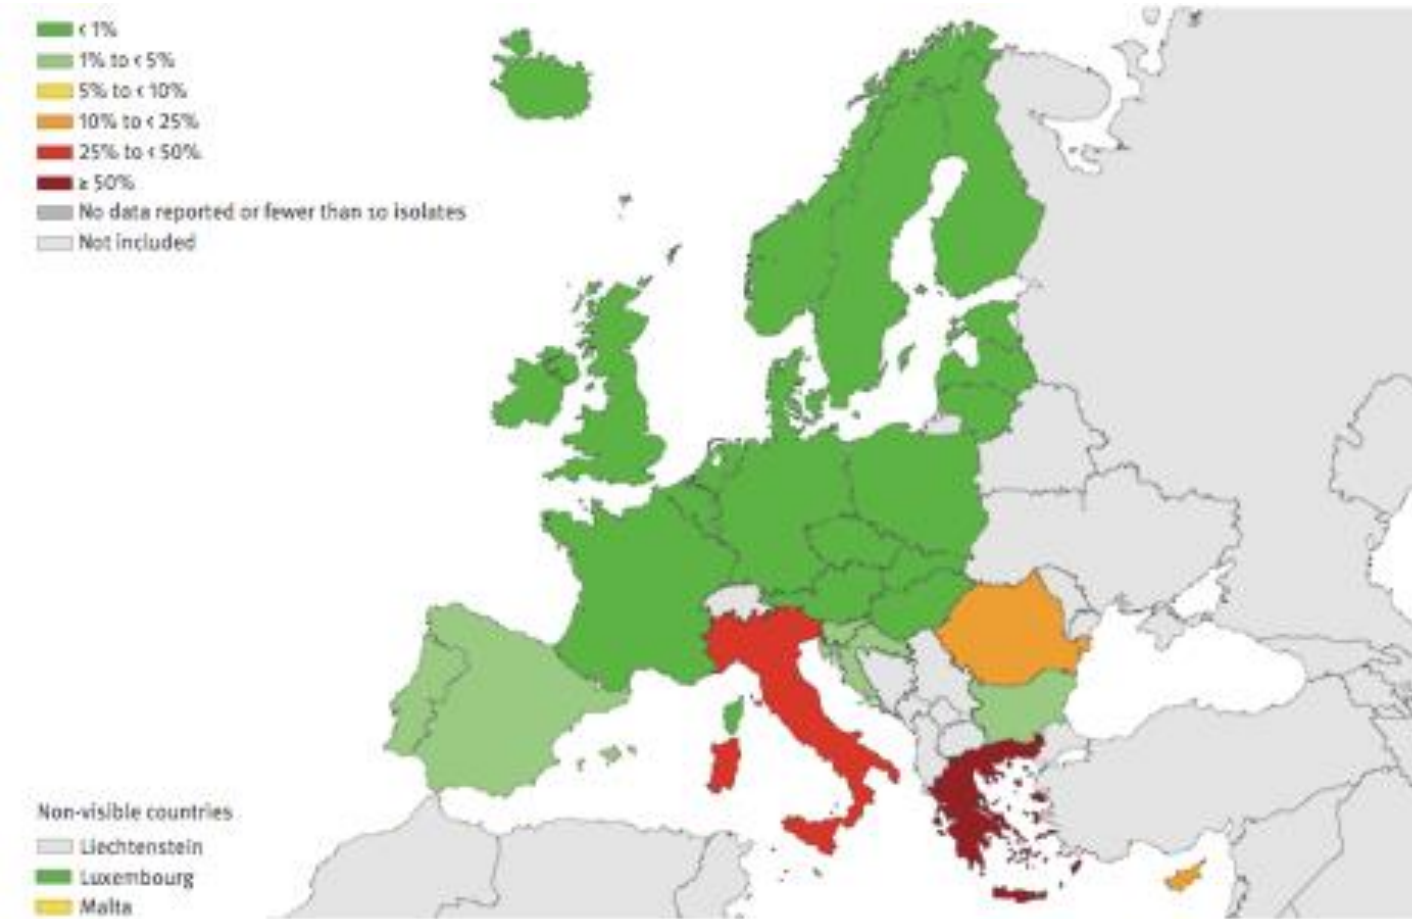 < 1%
1% to < 5%
5% to < 10%
10% to < 25%
25% to < 50%
≥ 50%
No data reported or fewer than 10 isolates
Not included
Non-visible countries
Liechtenstein
Luxembourg
Malta